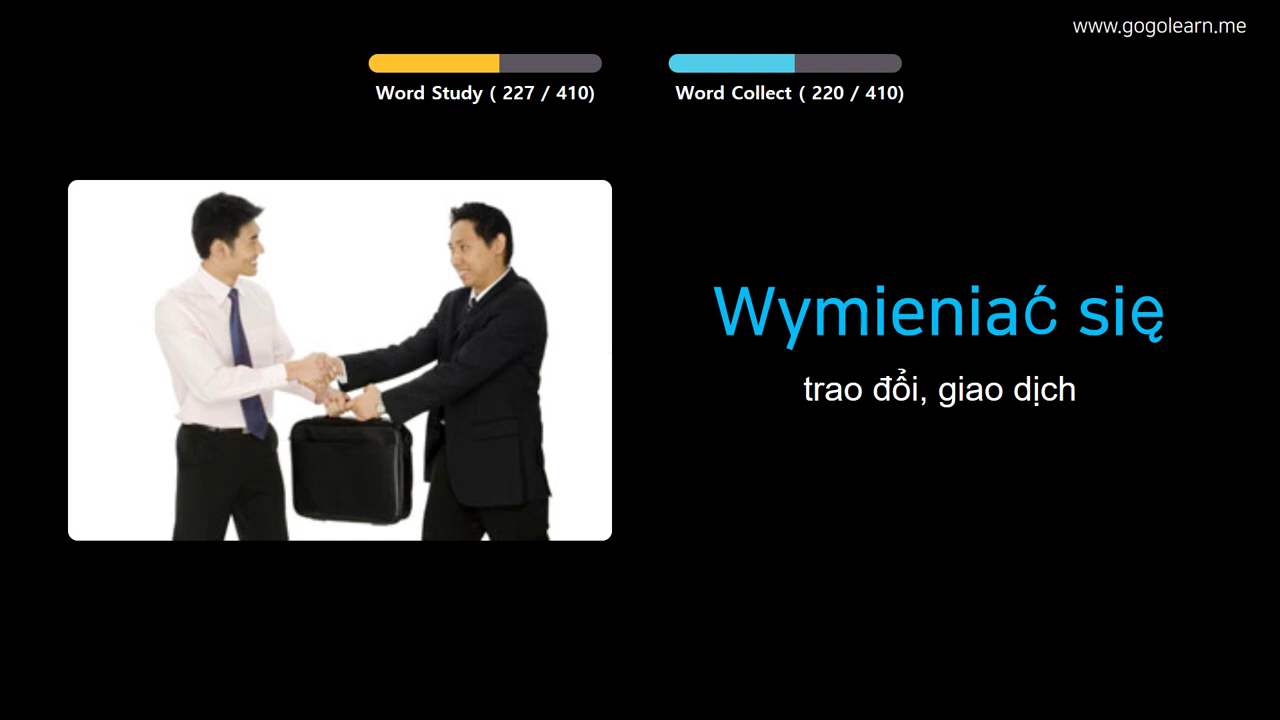 www.gogolearn.me
Word Study ( 227 / 410)
Word Collect ( 220 / 410)
Wymieniać się
trao đổi, giao dịch